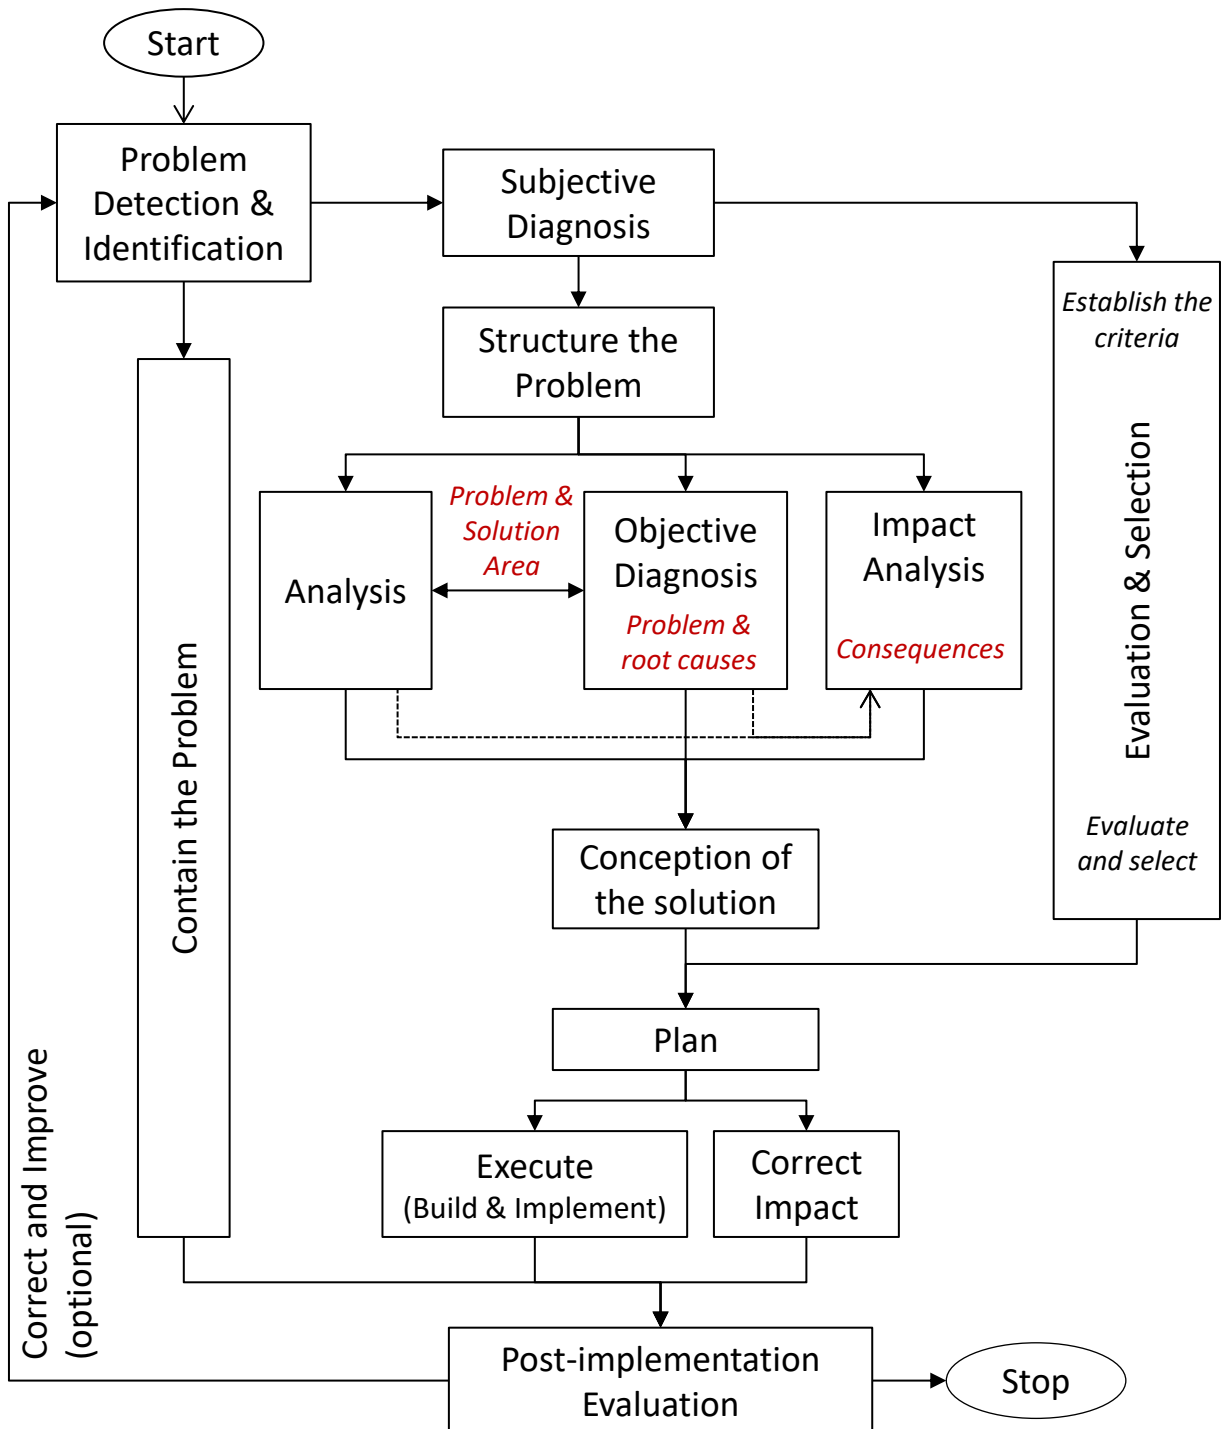 Start
Problem
Detection &
Identification
Subjective
Diagnosis
Structure the
Problem
Establish the
criteria
Evaluation & Selection
Evaluate
and select
Analysis
Problem &
Solution
Area
Objective
Diagnosis
Problem &
root causes
Impact
Analysis
Consequences
Contain the Problem
Conception of
the solution
Plan
Execute
(Build & Implement)
Correct
Impact
Correct and Improve
(optional)
Post-implementation
Evaluation
Stop